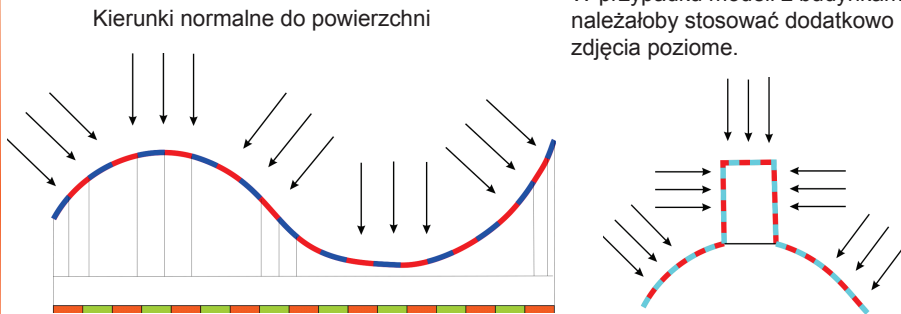 Kierunki normalne do powierzchni
należałoby stosować dodatkowo
zdjęcia poziome.